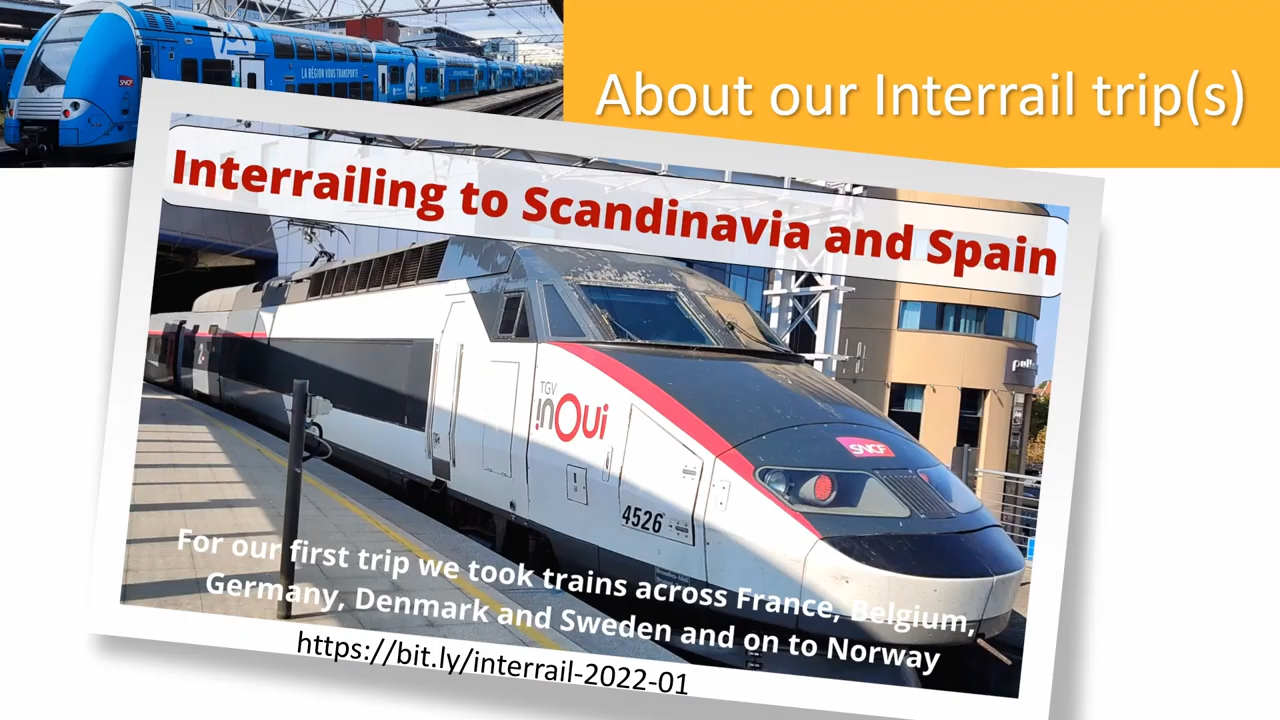 About our Interrail trip(s)
SNCF
LA RÉGION VOUS TRANSPORTE
Interrailing to Scandinavia and Spain
2
TGV
inOui
SNCF
4526
For our first trip we took trains across France, Belgium,
Germany, Denmark and Sweden and on to Norway
https://bit.ly/interrail-2022-01